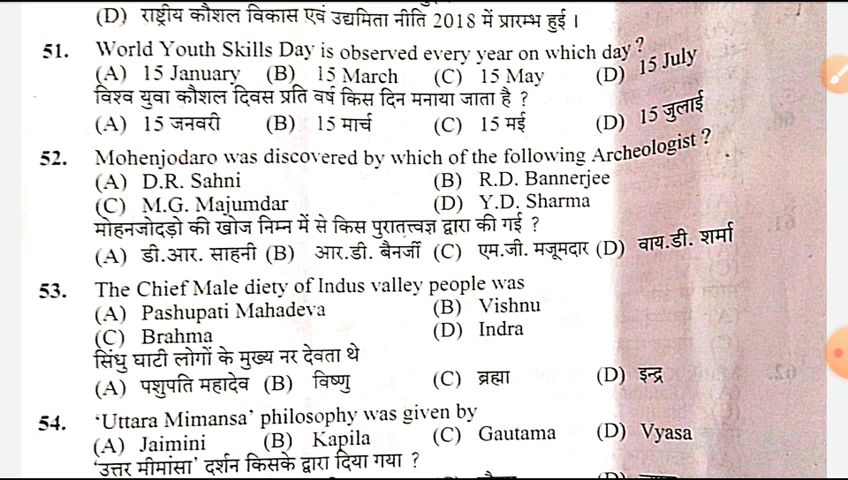 (D) राष्ट्रीय कौशल विकास एवं उद्यमिता नीति 2018 में प्रारम्भ हुई ।
51. World Youth Skills Day is observed every year on which day ?
(A) 15 January (B) 15 March (C) 15 May (D) 15 July
विश्व युवा कौशल दिवस प्रति वर्ष किस दिन मनाया जाता है ?
(A) 15 जनवरी (B) 15 मार्च (C) 15 मई (D) 15 जुलाई
52. Mohenjodaro was discovered by which of the following Archeologist ?
(A) D.R. Sahni (B) R.D. Bannerjee
(C) M.G. Majumdar (D) Y.D. Sharma
मोहनजोदड़ो की खोज निम्न में से किस पुरातत्त्वज्ञ द्वारा की गई ?
(A) डी.आर. साहनी (B) आर.डी. बैनर्जी (C) एम.जी. मजूमदार (D) वाय.डी. शर्मा
53. The Chief Male diety of Indus valley people was
(A) Pashupati Mahadeva (B) Vishnu
(C) Brahma (D) Indra
सिंधु घाटी लोगों के मुख्य नर देवता थे
(A) पशुपति महादेव (B) विष्णु (C) ब्रह्मा (D) इन्द्र
54. ‘Uttara Mimansa’ philosophy was given by
(A) Jaimini (B) Kapila (C) Gautama (D) Vyasa
‘उत्तर मीमांसा’ दर्शन किसके द्वारा दिया गया ?